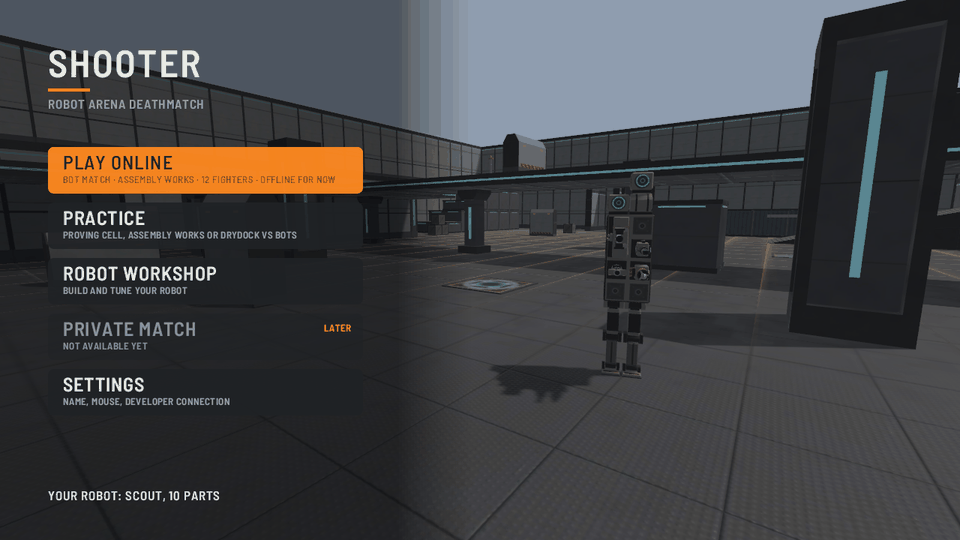 SHOOTER
ROBOT ARENA DEATHMATCH
PLAY ONLINE
BOT MATCH · ASSEMBLY WORKS · 12 FIGHTERS · OFFLINE FOR NOW
PRACTICE
PROVING CELL, ASSEMBLY WORKS OR DRYDOCK VS BOTS
ROBOT WORKSHOP
BUILD AND TUNE YOUR ROBOT
PRIVATE MATCH
LATER
NOT AVAILABLE YET
SETTINGS
NAME, MOUSE, DEVELOPER CONNECTION
YOUR ROBOT: SCOUT, 10 PARTS